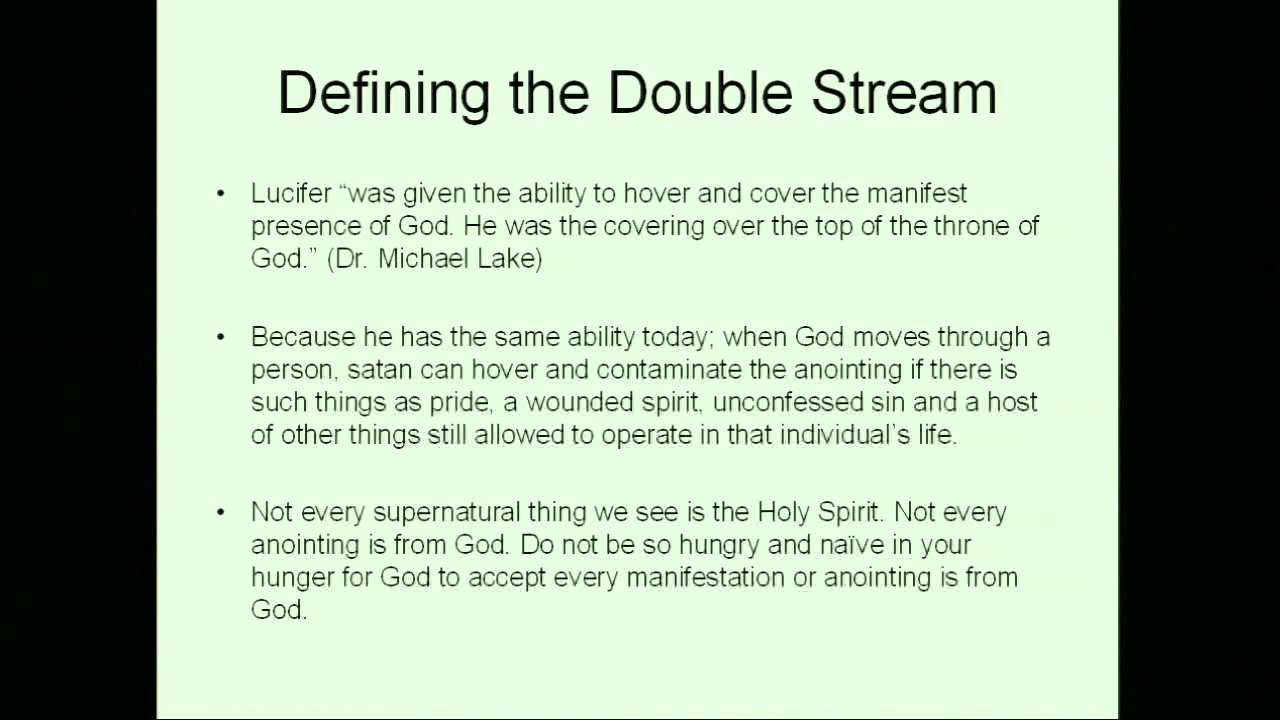 Defining the Double Stream
• Lucifer “was given the ability to hover and cover the manifest
presence of God. He was the covering over the top of the throne of
God.” (Dr. Michael Lake)
• Because he has the same ability today; when God moves through a
person, satan can hover and contaminate the anointing if there is
such things as pride, a wounded spirit, unconfessed sin and a host
of other things still allowed to operate in that individual’s life.
• Not every supernatural thing we see is the Holy Spirit. Not every
anointing is from God. Do not be so hungry and naïve in your
hunger for God to accept every manifestation or anointing is from
God.